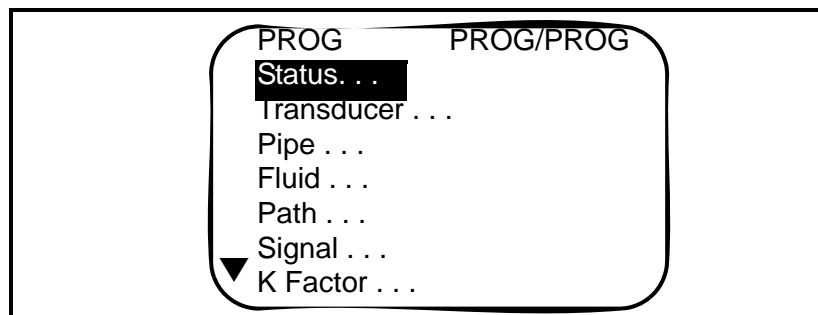 PROG PROG/PROG
Status. . .
Transducer . . .
Pipe . . .
Fluid . . .
Path . . .
Signal . . .
K Factor . . .